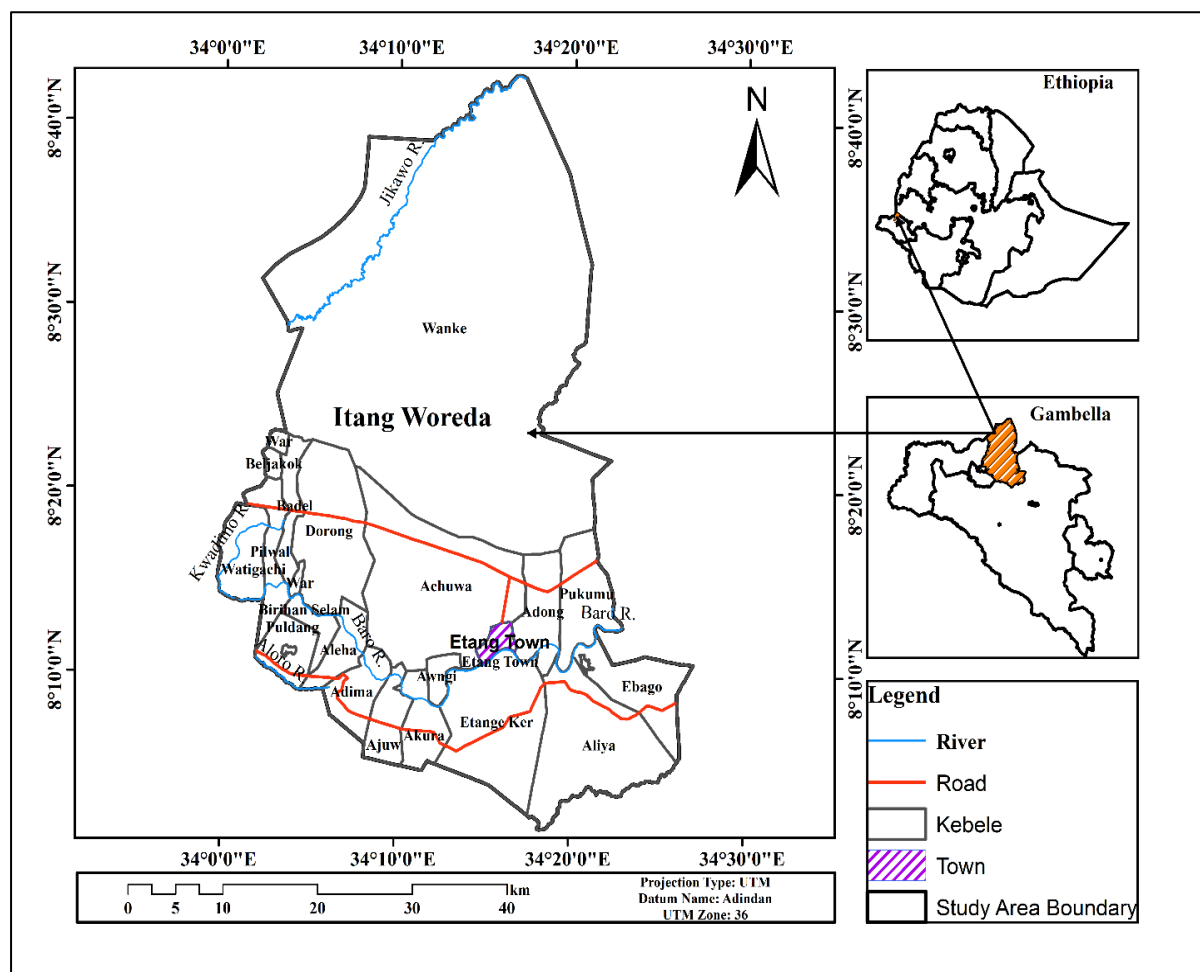 34°0'0"E 34°10'0"E 34°20'0"E 34°30'0"E
8°40'0"N
8°30'0"N
8°20'0"N
8°10'0"N
N
Jikawo R.
Wanke
Itang Woreda
War
Beljakok
Badel
Kwadimo R.
Dorong
Pilwal
Watigachi
War
Achuwa
Adong
Pukumu
Birihan Selam
Puldang
Baro R.
Baro R.
Etang Town
Etang Town
Aleha
Aloro R.
Adima
Awngi
Ebago
Etange Ker
Akura
Ajuw
Aliya
34°0'0"E 34°10'0"E 34°20'0"E 34°30'0"E
0 5 10 20 30 40
km
Projection Type: UTM
Datum Name: Adindan
UTM Zone: 36
Ethiopia
8°40'0"N
8°30'0"N
Gambella
8°20'0"N
8°10'0"N
Legend
River
Road
Kebele
Town
Study Area Boundary